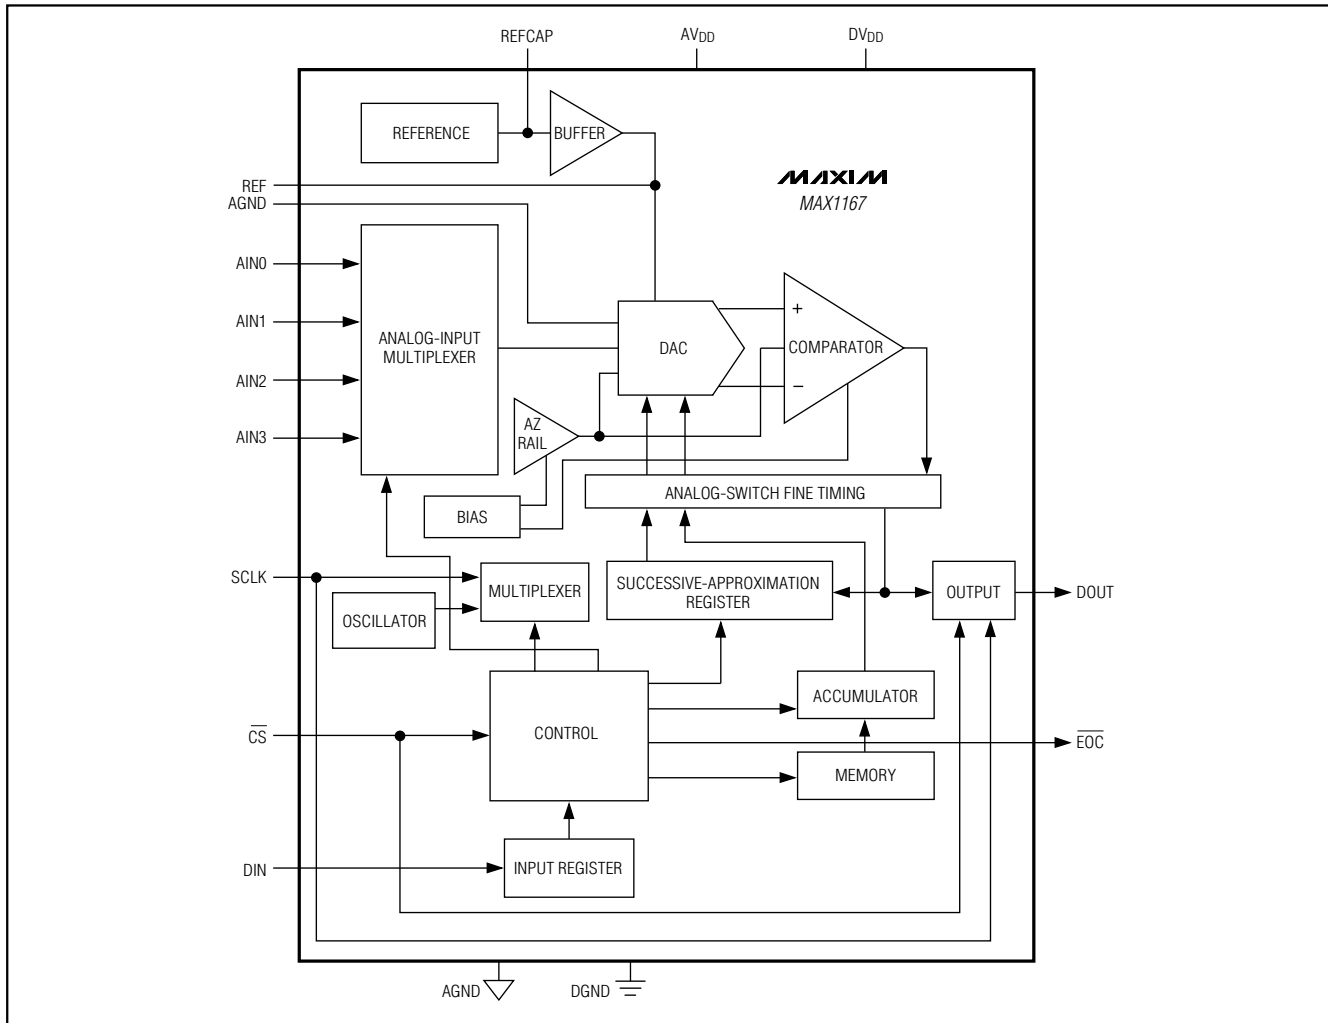 REFCAP
AVDD
DVDD
REFERENCE
BUFFER
MAXIM
MAX1167
REF
AGND
AIN0
AIN1
AIN2
AIN3
ANALOG-INPUT
MULTIPLEXER
DAC
+
COMPARATOR
−
AZ
RAIL
ANALOG-SWITCH FINE TIMING
BIAS
SCLK
MULTIPLEXER
OSCILLATOR
SUCCESSIVE-APPROXIMATION
REGISTER
OUTPUT
DOUT
ACCUMULATOR
C̅S̅
CONTROL
E̅O̅C̅
MEMORY
DIN
INPUT REGISTER
AGND
DGND